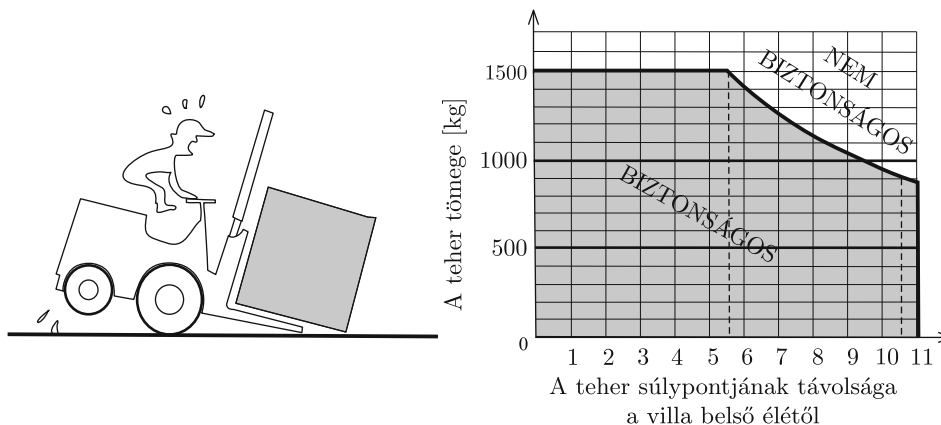 A teher tömege [kg]
1500
1000
500
0
NEM
BIZTONSÁGOS
BIZTONSÁGOS
1 2 3 4 5 6 7 8 9 10 11
A teher súlypontjának távolsága
a villa belső élétől